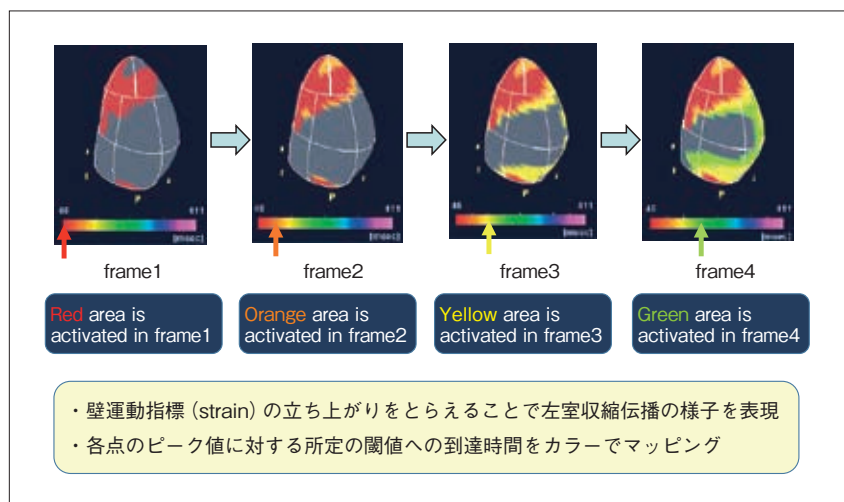 frame1
frame2
frame3
frame4
Red area is
activated in frame1
Orange area is
activated in frame2
Yellow area is
activated in frame3
Green area is
activated in frame4
・壁運動指標（strain）の立ち上がりをとらえることで左室収縮伝播の様子を表現
・各点のピーク値に対する所定の閾値への到達時間をカラーでマッピング